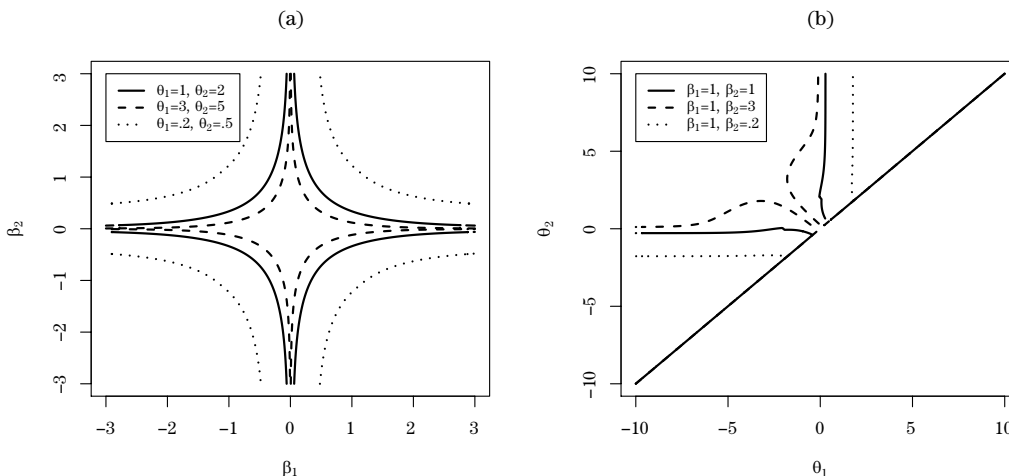 (a)
θ₁=1, θ₂=2
θ₁=3, θ₂=5
θ₁=.2, θ₂=.5
β₂
3
2
1
0
−1
−2
−3
−3
−2
−1
0
1
2
3
β₁
(b)
β₁=1, β₂=1
β₁=1, β₂=3
β₁=1, β₂=.2
θ₂
10
5
0
−5
−10
−10
−5
0
5
10
θ₁